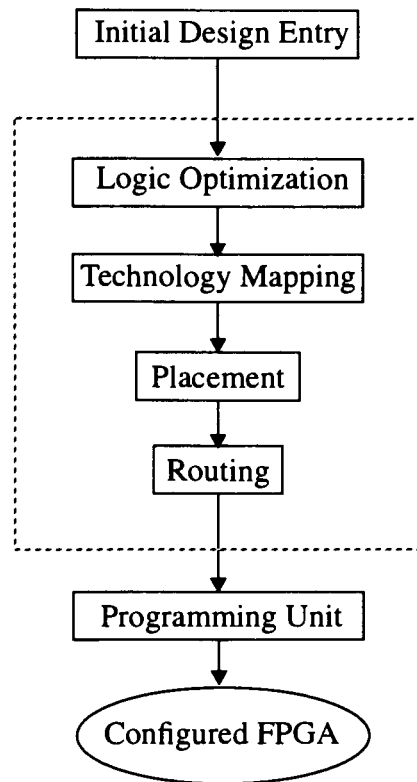 Initial Design Entry
Logic Optimization
Technology Mapping
Placement
Routing
Programming Unit
Configured FPGA